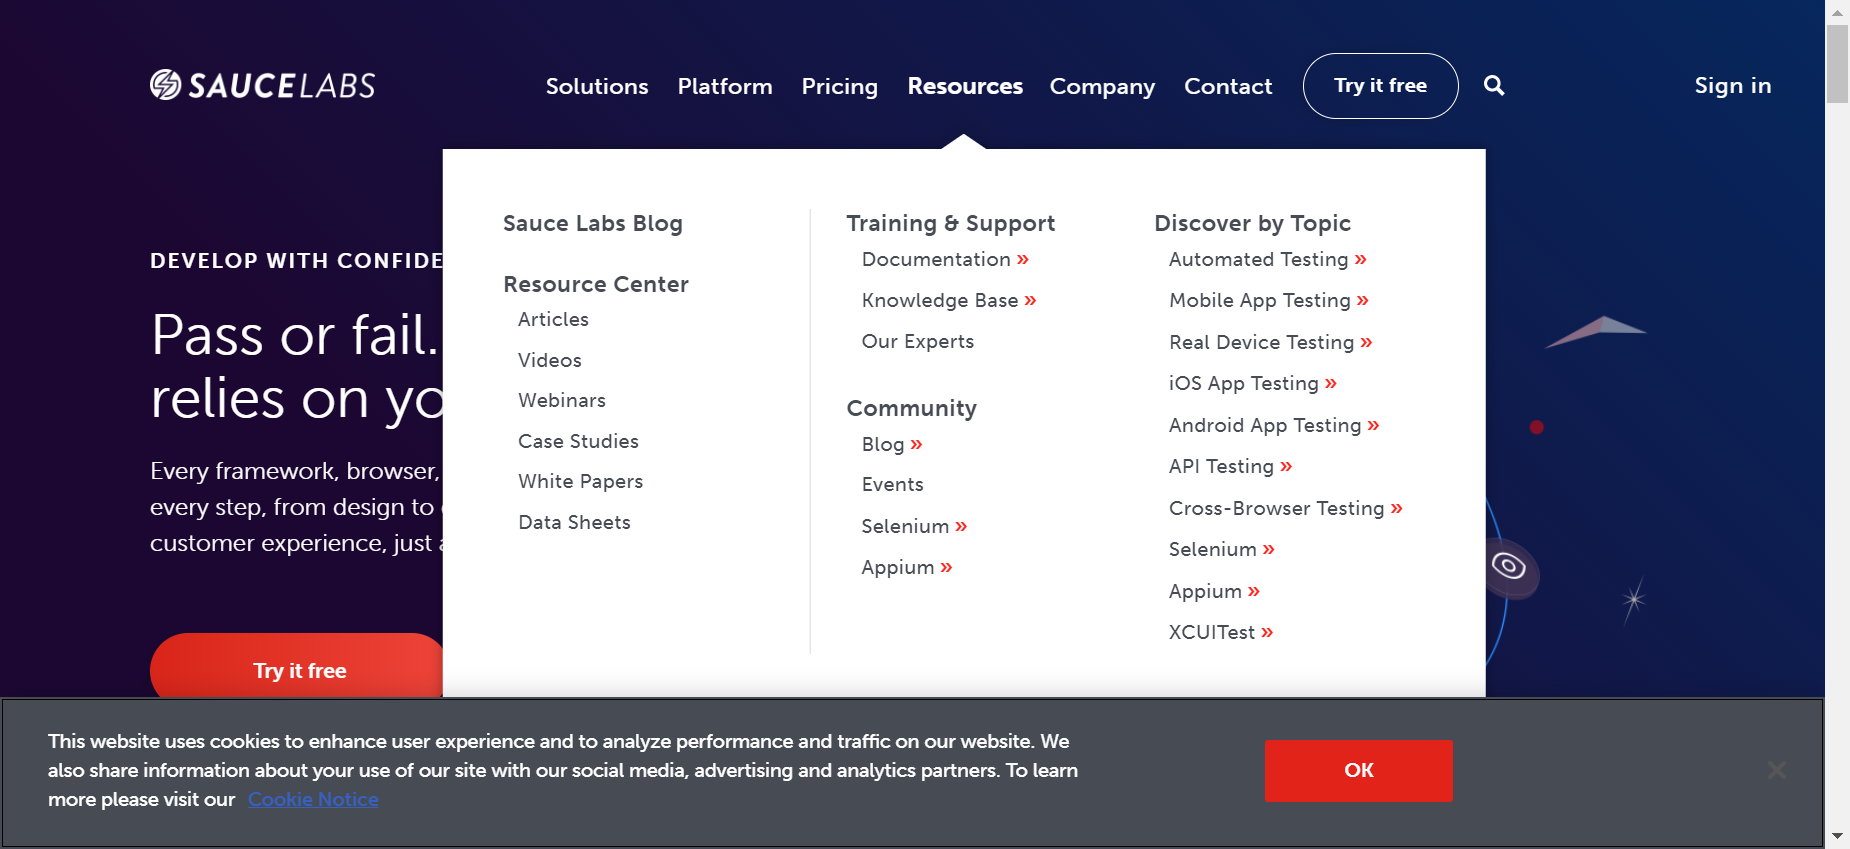 SAUCELABS
Solutions
Platform
Pricing
Resources
Company
Contact
Try it free
Sign in
DEVELOP WITH CONFIDE
Pass or fail.
relies on yo
Every framework, browser,
every step, from design to
customer experience, just
Try it free
Sauce Labs Blog
Resource Center
Articles
Videos
Webinars
Case Studies
White Papers
Data Sheets
Training & Support
Documentation »
Knowledge Base »
Our Experts
Community
Blog »
Events
Selenium »
Appium »
Discover by Topic
Automated Testing »
Mobile App Testing »
Real Device Testing »
iOS App Testing »
Android App Testing »
API Testing »
Cross-Browser Testing »
Selenium »
Appium »
XCUITest »
This website uses cookies to enhance user experience and to analyze performance and traffic on our website. We
also share information about your use of our site with our social media, advertising and analytics partners. To learn
more please visit our Cookie Notice
OK